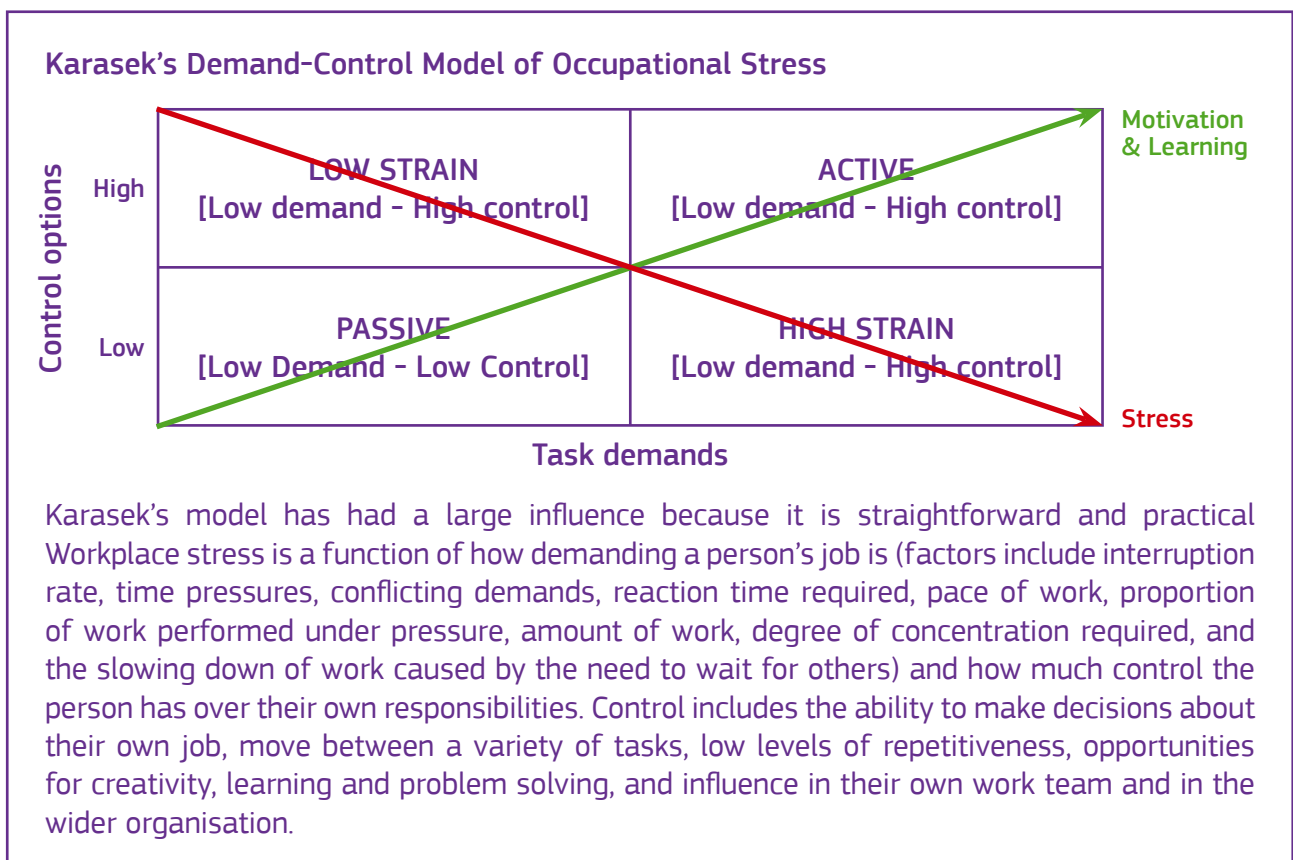 Karasek's Demand-Control Model of Occupational Stress
Motivation
& Learning
Control options
High
LOW STRAIN
[Low demand - High control]
ACTIVE
[Low demand - High control]
Low
PASSIVE
[Low Demand - Low Control]
HIGH STRAIN
[Low demand - High control]
Stress
Task demands
Karasek's model has had a large influence because it is straightforward and practical
Workplace stress is a function of how demanding a person's job is (factors include interruption
rate, time pressures, conflicting demands, reaction time required, pace of work, proportion
of work performed under pressure, amount of work, degree of concentration required, and
the slowing down of work caused by the need to wait for others) and how much control the
person has over their own responsibilities. Control includes the ability to make decisions about
their own job, move between a variety of tasks, low levels of repetitiveness, opportunities
for creativity, learning and problem solving, and influence in their own work team and in the
wider organisation.